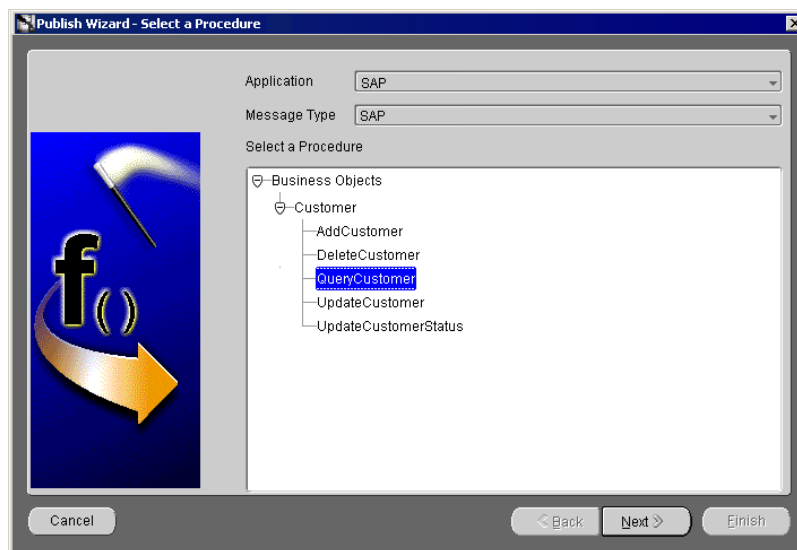 Publish Wizard - Select a Procedure
Application SAP
Message Type SAP
Select a Procedure
Business Objects
Customer
AddCustomer
DeleteCustomer
QueryCustomer
UpdateCustomer
UpdateCustomerStatus
f()
Cancel Back Next Finish